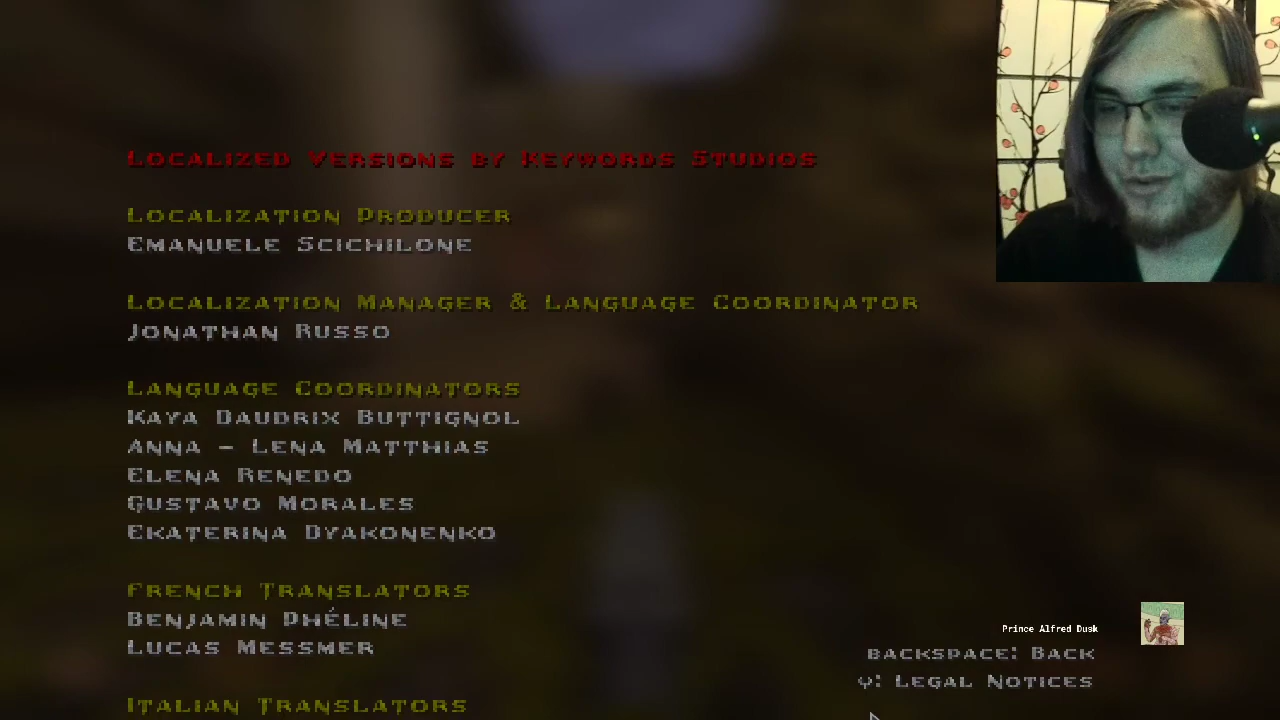 Localized Versions by Keywords Studios
Localization Producer
Emanuele Scichilone
Localization Manager & Language Coordinator
Jonathan Russo
Language Coordinators
Kaya Daudrix Buttignol
Anna - Lena Matthias
Elena Renedo
Gustavo Morales
Ekaterina Dyakonenko
French Translators
Benjamin Dhéline
Lucas Messmer
Italian Translators
Prince Alfred Dusk
Backspace: Back
Y: Legal Notices